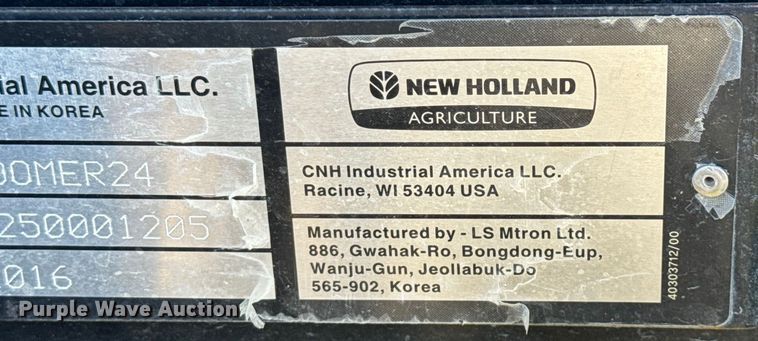 ial America LLC.
E IN KOREA
OOMER24
250001205
016
NEW HOLLAND
AGRICULTURE
CNH Industrial America LLC.
Racine, WI 53404 USA
Manufactured by - LS Mtron Ltd.
886, Gwahak-Ro, Bongdong-Eup,
Wanju-Gun, Jeollabuk-Do
565-902, Korea
40303712/00
Purple Wave Auction